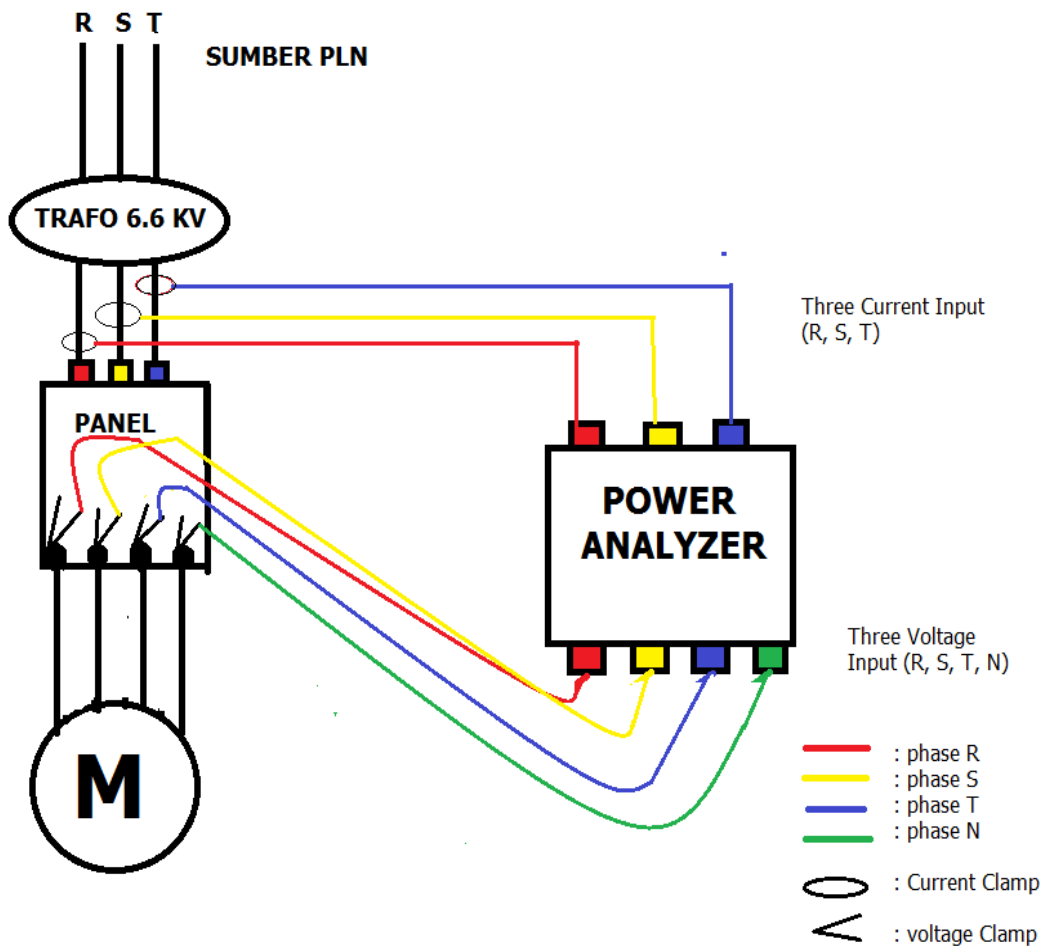 R S T
SUMBER PLN
TRAFO 6.6 KV
Three Current Input
(R, S, T)
PANEL
POWER
ANALYZER
Three Voltage
Input (R, S, T, N)
M
: phase R
: phase S
: phase T
: phase N
: Current Clamp
: voltage Clamp